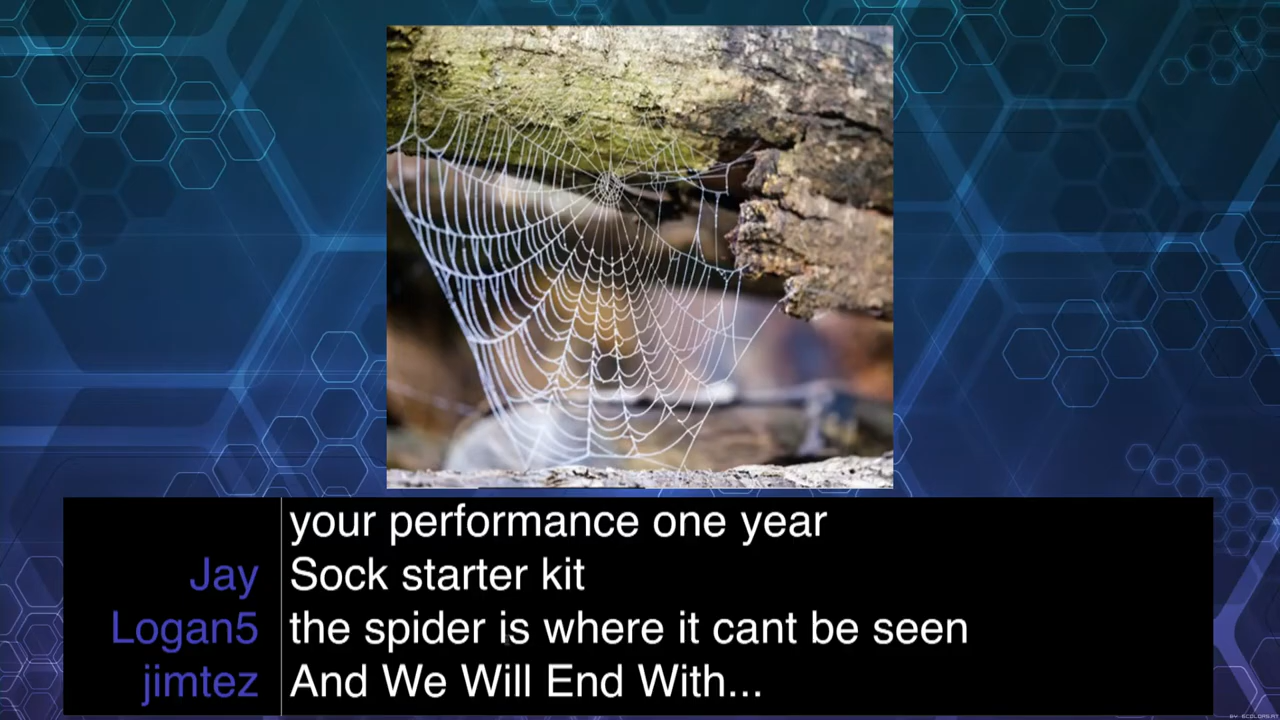 your performance one year
Jay Sock starter kit
Logan5 the spider is where it cant be seen
jimtez And We Will End With...